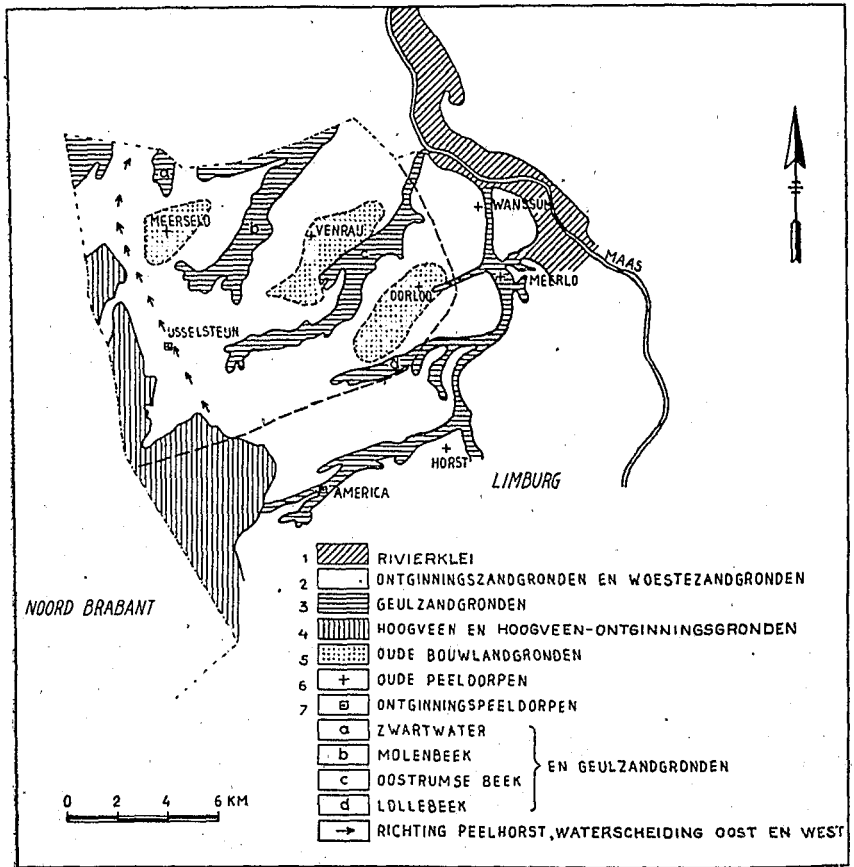 MAAS
WANSSUM
MEERSELO
a
b
VENRAU
c
MEERLO
OORLOO
IJSSELSTEIJN
d
HORST
LIMBURG
AMERICA
NOORD BRABANT
1 RIVIERKLEI
2 ONTGINNINGSZANDGRONDEN EN WOESTEZANDGRONDEN
3 GEULZANDGRONDEN
4 HOOGVEEN EN HOOGVEEN-ONTGINNINGSGRONDEN
5 OUDE BOUWLANDGRONDEN
6 + OUDE PEELDORPEN
7 ONTGINNINGSPEELDORPEN
a ZWARTWATER
b MOLENBEEK
c OOSTRUMSE BEEK
d LOLLEBEEK
EN GEULZANDGRONDEN
→ RICHTING PEELHORST, WATERSCHEIDING OOST EN WEST
0 2 4 6 KM